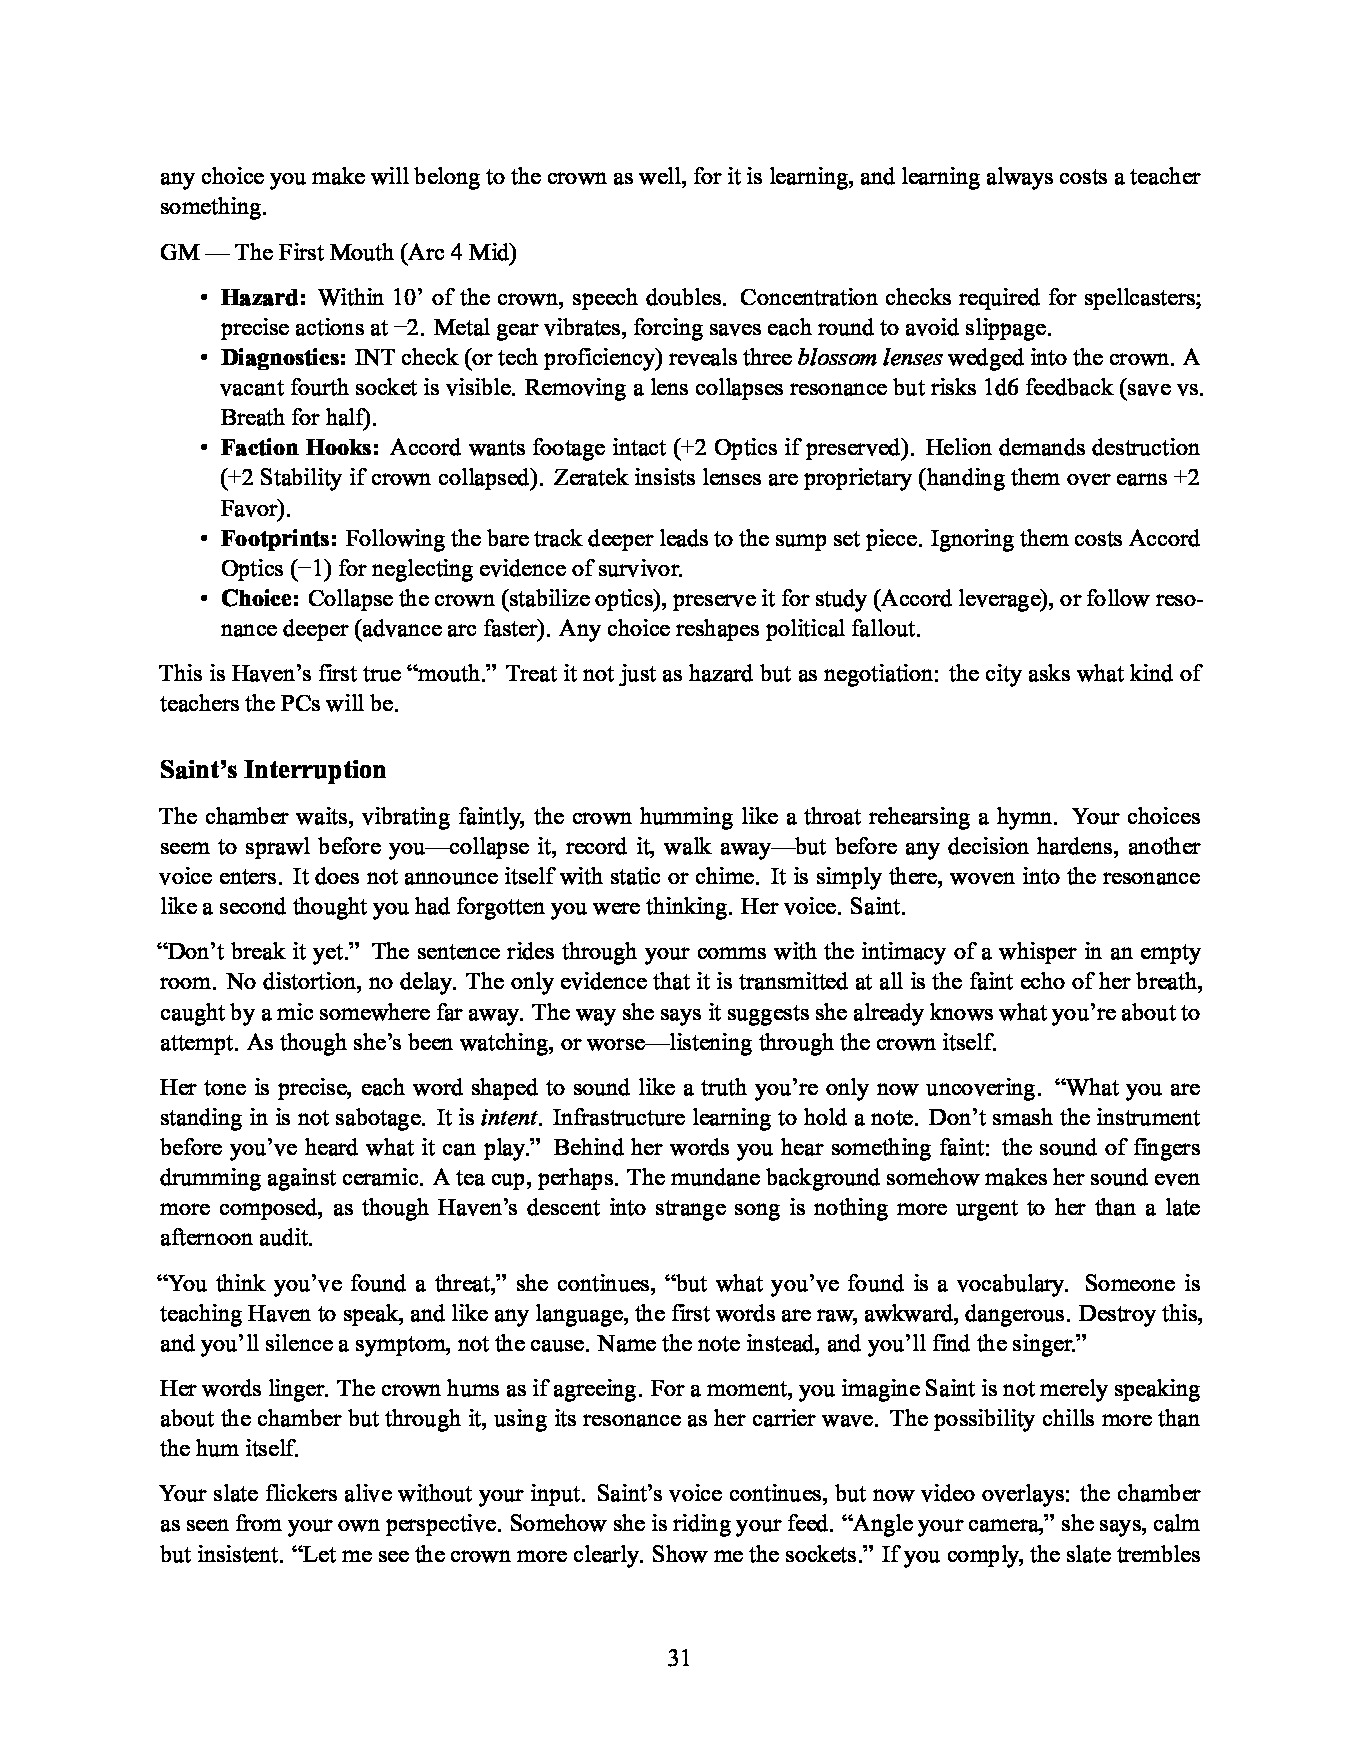 any choice you make will belong to the crown as well, for it is learning, and learning always costs a teacher
something.
GM — The First Mouth (Arc 4 Mid)
• Hazard: Within 10’ of the crown, speech doubles. Concentration checks required for spellcasters;
precise actions at −2. Metal gear vibrates, forcing saves each round to avoid slippage.
• Diagnostics: INT check (or tech proficiency) reveals three blossom lenses wedged into the crown. A
vacant fourth socket is visible. Removing a lens collapses resonance but risks 1d6 feedback (save vs.
Breath for half).
• Faction Hooks: Accord wants footage intact (+2 Optics if preserved). Helion demands destruction
(+2 Stability if crown collapsed). Zeratek insists lenses are proprietary (handing them over earns +2
Favor).
• Footprints: Following the bare track deeper leads to the sump set piece. Ignoring them costs Accord
Optics (−1) for neglecting evidence of survivor.
• Choice: Collapse the crown (stabilize optics), preserve it for study (Accord leverage), or follow reso-
nance deeper (advance arc faster). Any choice reshapes political fallout.
This is Haven’s first true “mouth.” Treat it not just as hazard but as negotiation: the city asks what kind of
teachers the PCs will be.
Saint’s Interruption
The chamber waits, vibrating faintly, the crown humming like a throat rehearsing a hymn. Your choices
seem to sprawl before you—collapse it, record it, walk away—but before any decision hardens, another
voice enters. It does not announce itself with static or chime. It is simply there, woven into the resonance
like a second thought you had forgotten you were thinking. Her voice. Saint.
“Don’t break it yet.” The sentence rides through your comms with the intimacy of a whisper in an empty
room. No distortion, no delay. The only evidence that it is transmitted at all is the faint echo of her breath,
caught by a mic somewhere far away. The way she says it suggests she already knows what you’re about to
attempt. As though she’s been watching, or worse—listening through the crown itself.
Her tone is precise, each word shaped to sound like a truth you’re only now uncovering. “What you are
standing in is not sabotage. It is intent. Infrastructure learning to hold a note. Don’t smash the instrument
before you’ve heard what it can play.” Behind her words you hear something faint: the sound of fingers
drumming against ceramic. A tea cup, perhaps. The mundane background somehow makes her sound even
more composed, as though Haven’s descent into strange song is nothing more urgent to her than a late
afternoon audit.
“You think you’ve found a threat,” she continues, “but what you’ve found is a vocabulary. Someone is
teaching Haven to speak, and like any language, the first words are raw, awkward, dangerous. Destroy this,
and you’ll silence a symptom, not the cause. Name the note instead, and you’ll find the singer.”
Her words linger. The crown hums as if agreeing. For a moment, you imagine Saint is not merely speaking
about the chamber but through it, using its resonance as her carrier wave. The possibility chills more than
the hum itself.
Your slate flickers alive without your input. Saint’s voice continues, but now video overlays: the chamber
as seen from your own perspective. Somehow she is riding your feed. “Angle your camera,” she says, calm
but insistent. “Let me see the crown more clearly. Show me the sockets.” If you comply, the slate trembles
31